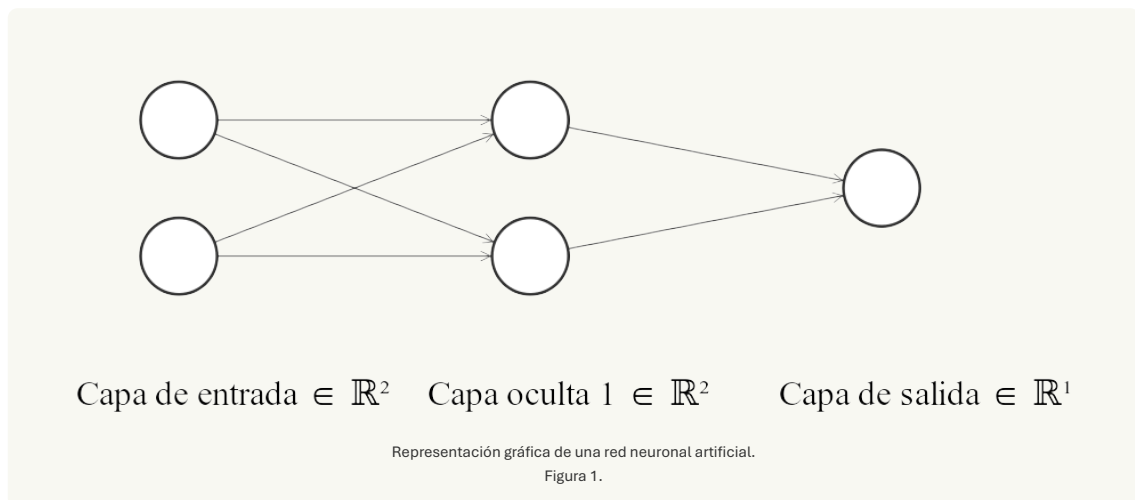 Capa de entrada ∈ ℝ² Capa oculta 1 ∈ ℝ² Capa de salida ∈ ℝ¹
Representación gráfica de una red neuronal artificial.
Figura 1.